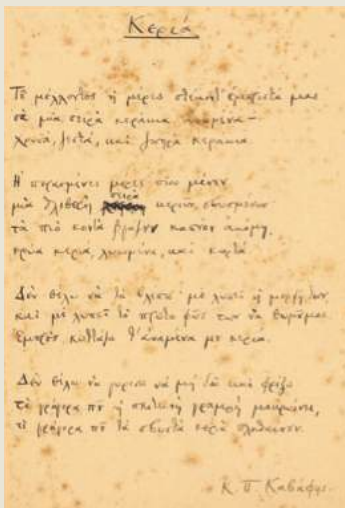 Κεριά
Τοῦ μέλλοντος ἡ μέρες στέκοντ' ἐμπροστά μας
σὰ μιὰ σειρὰ κεράκια ἀναμένα —
χρυσά, ζεστά, καὶ ζωηρὰ κεράκια.
Ἡ περασμένες μέρες πίσω μένουν,
μιὰ θλιβερὴ σειρὰ κεριῶν σβυσμένων·
τὰ πιὸ κοντὰ βγάζουν καπνὸν ἀκόμη,
κρύα κεριά, λυωμένα, καὶ κυρτά.
Δὲν θέλω νὰ τὰ βλέπω· μὲ λυπεῖ ἡ μορφή των,
καὶ μὲ λυπεῖ τὸ πρῶτο φῶς των νὰ θυμοῦμαι.
Ἐμπρὸς κυττάζω τ' ἀναμένα μου κεριά.
Δὲν θέλω νὰ γυρίσω νὰ μὴ διῶ καὶ φρίξω
τί γρήγορα ποῦ ἡ σκοτεινὴ γραμμὴ μακραίνει,
τί γρήγορα ποῦ τὰ σβυστὰ κεριὰ πληθαίνουν.
Κ. Π. Καβάφης